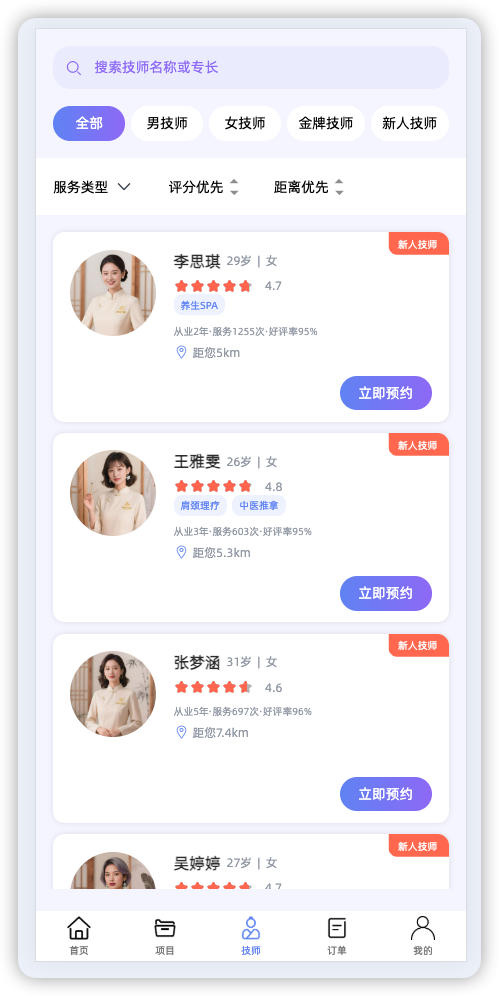 搜索技师名称或专长
全部 男技师 女技师 金牌技师 新人技师
服务类型 评分优先 距离优先
新人技师
李思琪 29岁 | 女
4.7
养生SPA
从业2年·服务1255次·好评率95%
距您5km
立即预约
新人技师
王雅雯 26岁 | 女
4.8
肩颈理疗 中医推拿
从业3年·服务603次·好评率95%
距您5.3km
立即预约
新人技师
张梦涵 31岁 | 女
4.6
从业5年·服务697次·好评率96%
距您7.4km
立即预约
新人技师
吴婷婷 27岁 | 女
4.7
首页 项目 技师 订单 我的